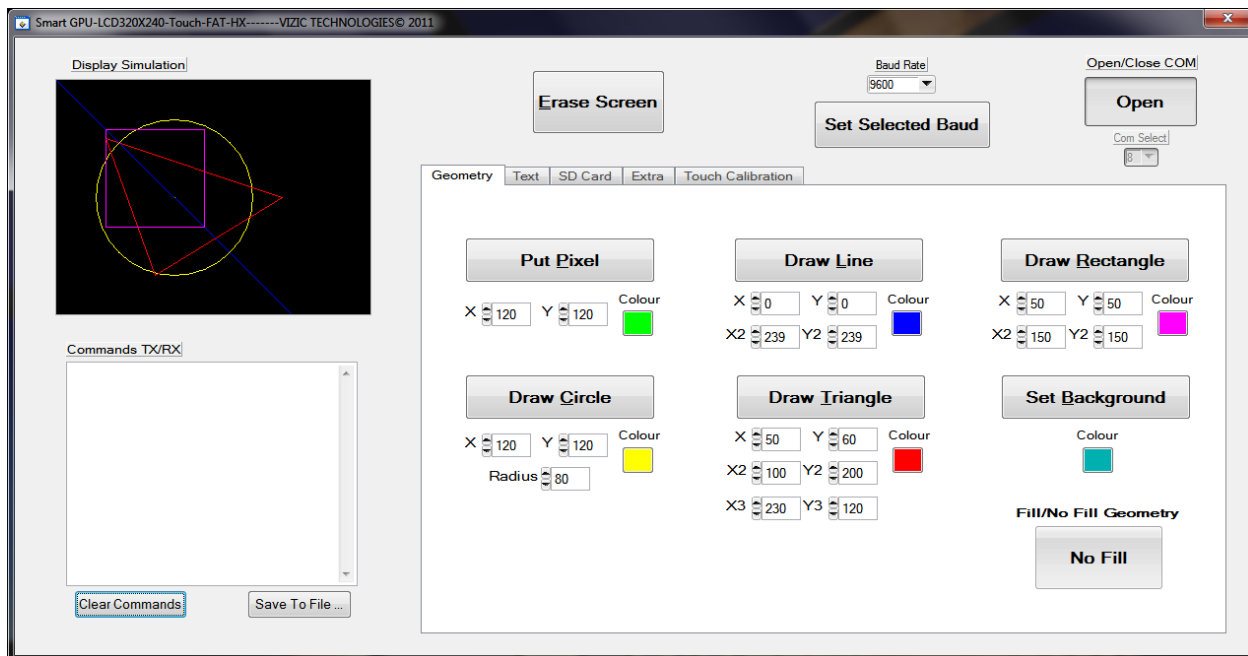 Smart GPU-LCD320X240-Touch-FAT-HX-------VIZIC TECHNOLOGIES© 2011
Display Simulation
Erase Screen
Baud Rate
9600
Set Selected Baud
Open/Close COM
Open
Com Select
8
Geometry Text SD Card Extra Touch Calibration
Put Pixel
X 120 Y 120 Colour
Draw Line
X 0 Y 0 Colour
X2 239 Y2 239
Draw Rectangle
X 50 Y 50 Colour
X2 150 Y2 150
Commands TX/RX
Draw Circle
X 120 Y 120 Colour
Radius 80
Draw Triangle
X 50 Y 60 Colour
X2 100 Y2 200
X3 230 Y3 120
Set Background
Colour
Fill/No Fill Geometry
No Fill
Clear Commands
Save To File ...